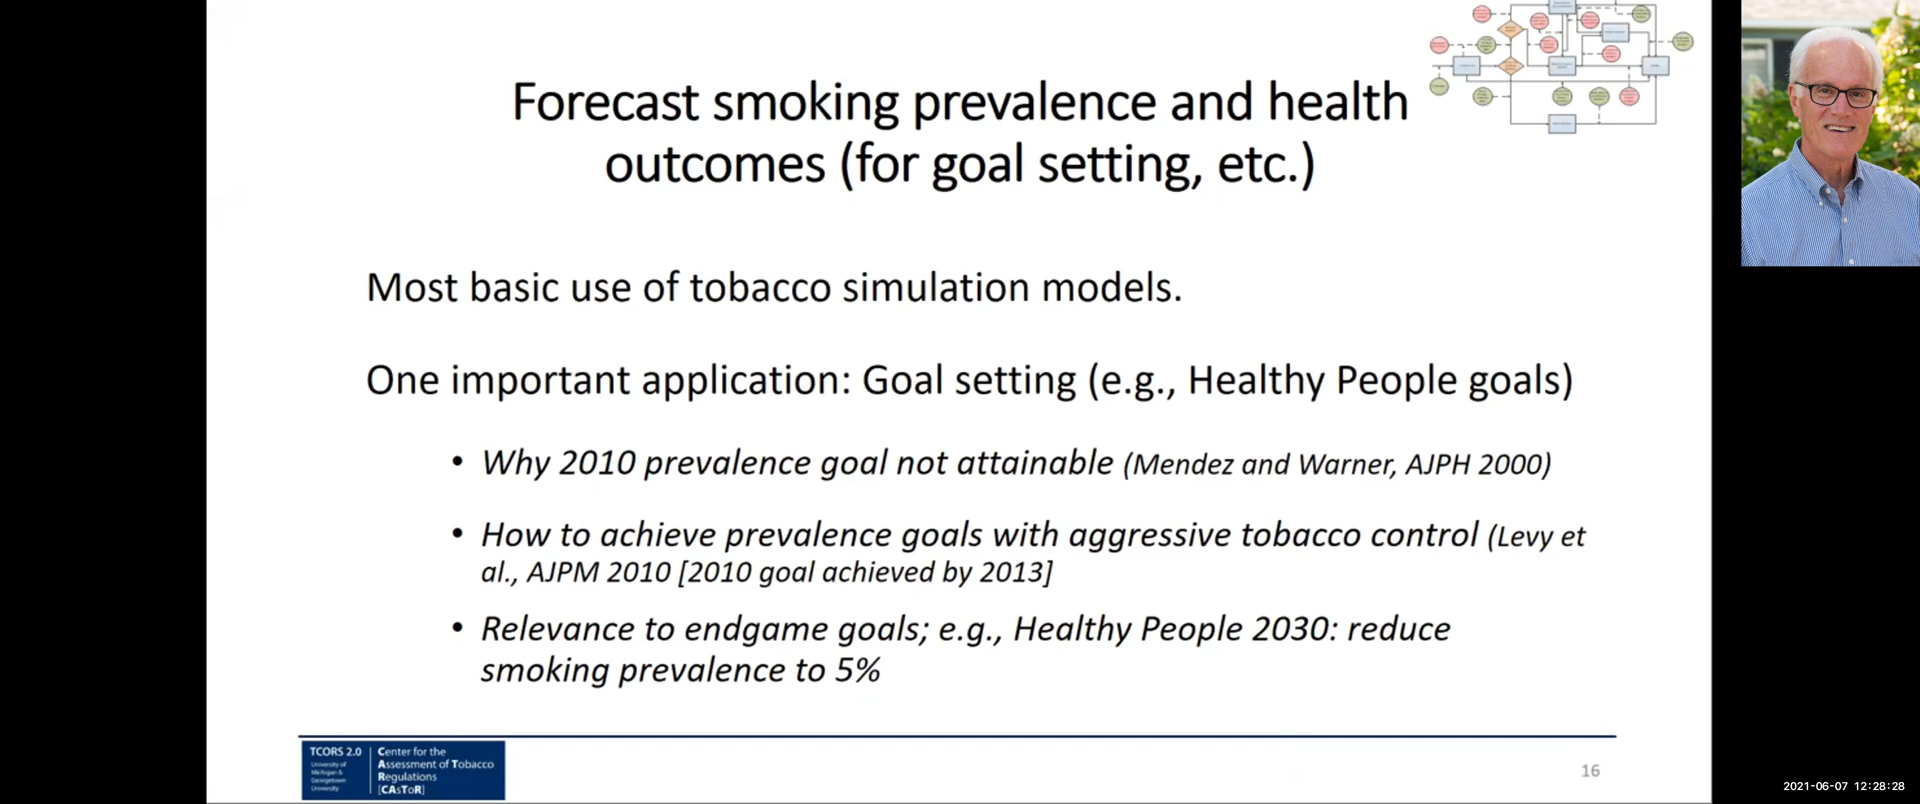 Forecast smoking prevalence and health
outcomes (for goal setting, etc.)
Most basic use of tobacco simulation models.
One important application: Goal setting (e.g., Healthy People goals)
• Why 2010 prevalence goal not attainable (Mendez and Warner, AJPH 2000)
• How to achieve prevalence goals with aggressive tobacco control (Levy et
al., AJPM 2010 [2010 goal achieved by 2013]
• Relevance to endgame goals; e.g., Healthy People 2030: reduce
smoking prevalence to 5%
TCORS 2.0
University of
Michigan &
Georgetown
University
Center for the
Assessment of Tobacco
Regulations
[CAsToR]
16
2021-06-07 12:28:28